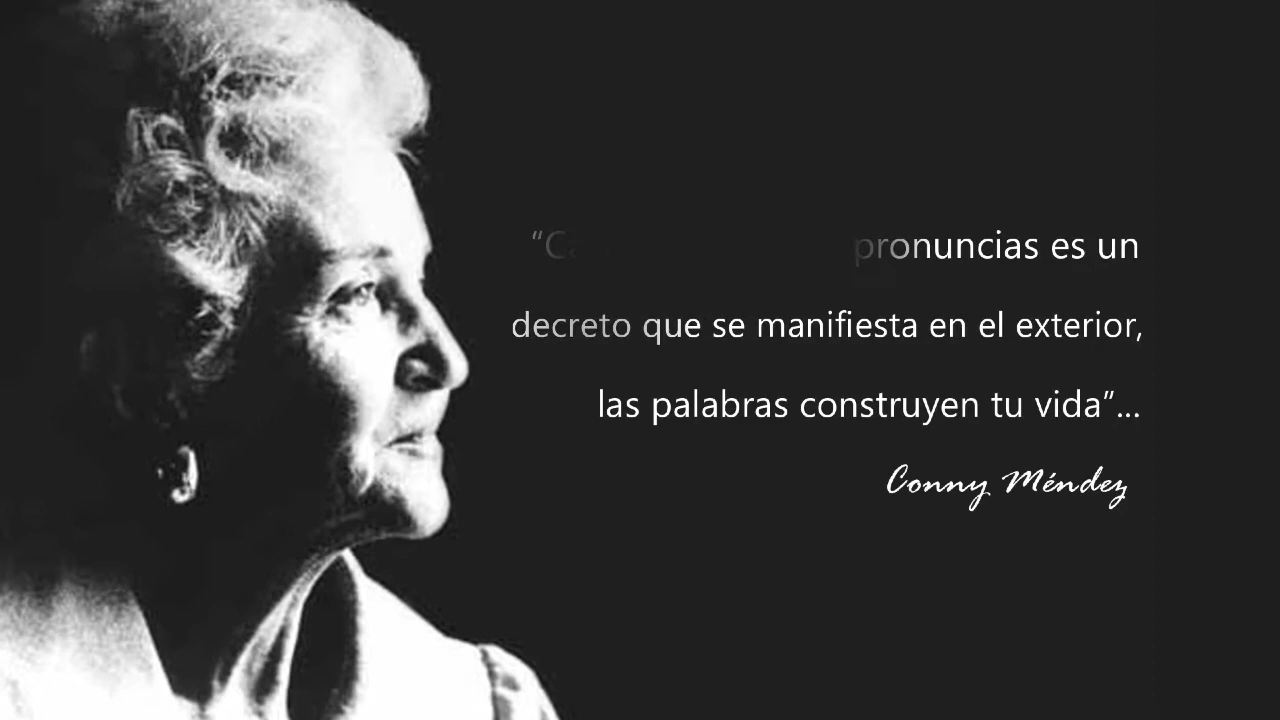 pronuncias es un
decreto que se manifiesta en el exterior,
las palabras construyen tu vida”...
Conny Méndez